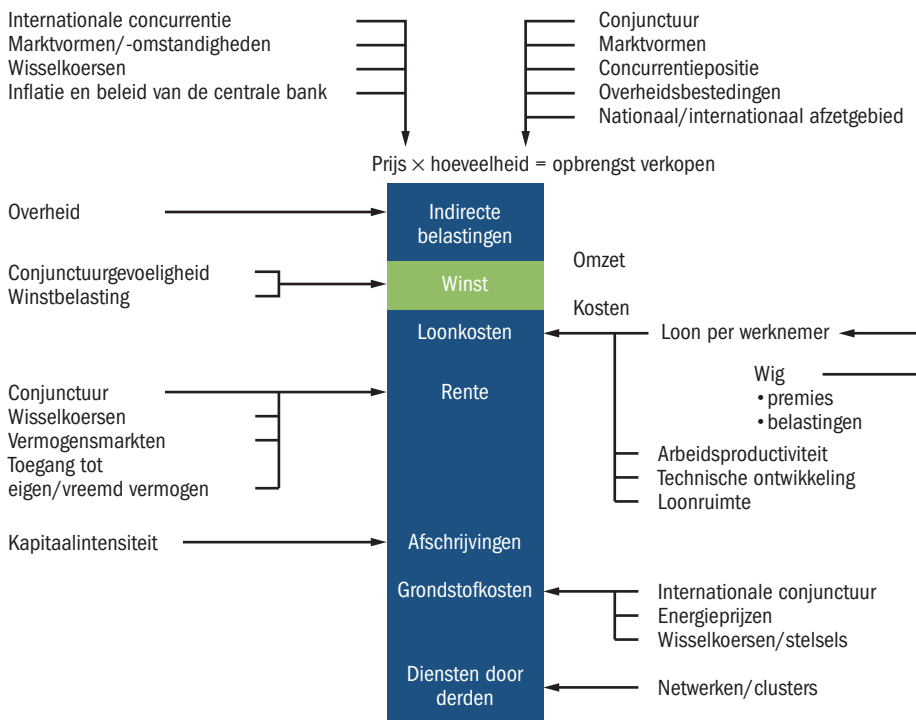 Internationale concurrentie
Marktvormen/-omstandigheden
Wisselkoersen
Inflatie en beleid van de centrale bank
Conjunctuur
Marktvormen
Concurrentiepositie
Overheidsbestedingen
Nationaal/internationaal afzetgebied
Prijs × hoeveelheid = opbrengst verkopen
Overheid
Indirecte
belastingen
Conjunctuurgevoeligheid
Winstbelasting
Winst
Omzet
Kosten
Loonkosten
Loon per werknemer
Wig
• premies
• belastingen
Arbeidsproductiviteit
Technische ontwikkeling
Loonruimte
Conjunctuur
Wisselkoersen
Vermogensmarkten
Toegang tot
eigen/vreemd vermogen
Rente
Kapitaalintensiteit
Afschrijvingen
Grondstofkosten
Internationale conjunctuur
Energieprijzen
Wisselkoersen/stelsels
Diensten door
derden
Netwerken/clusters